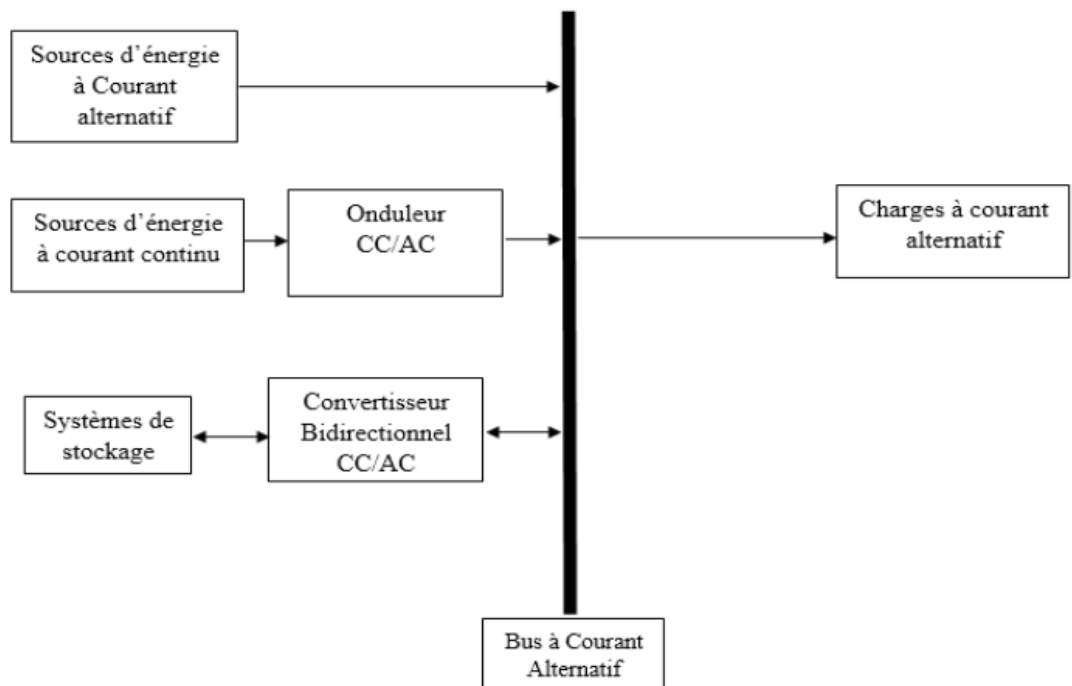 Sources d’énergie
à Courant
alternatif
Sources d’énergie
à courant continu
Onduleur
CC/AC
Charges à courant
alternatif
Systèmes de
stockage
Convertisseur
Bidirectionnel
CC/AC
Bus à Courant
Alternatif